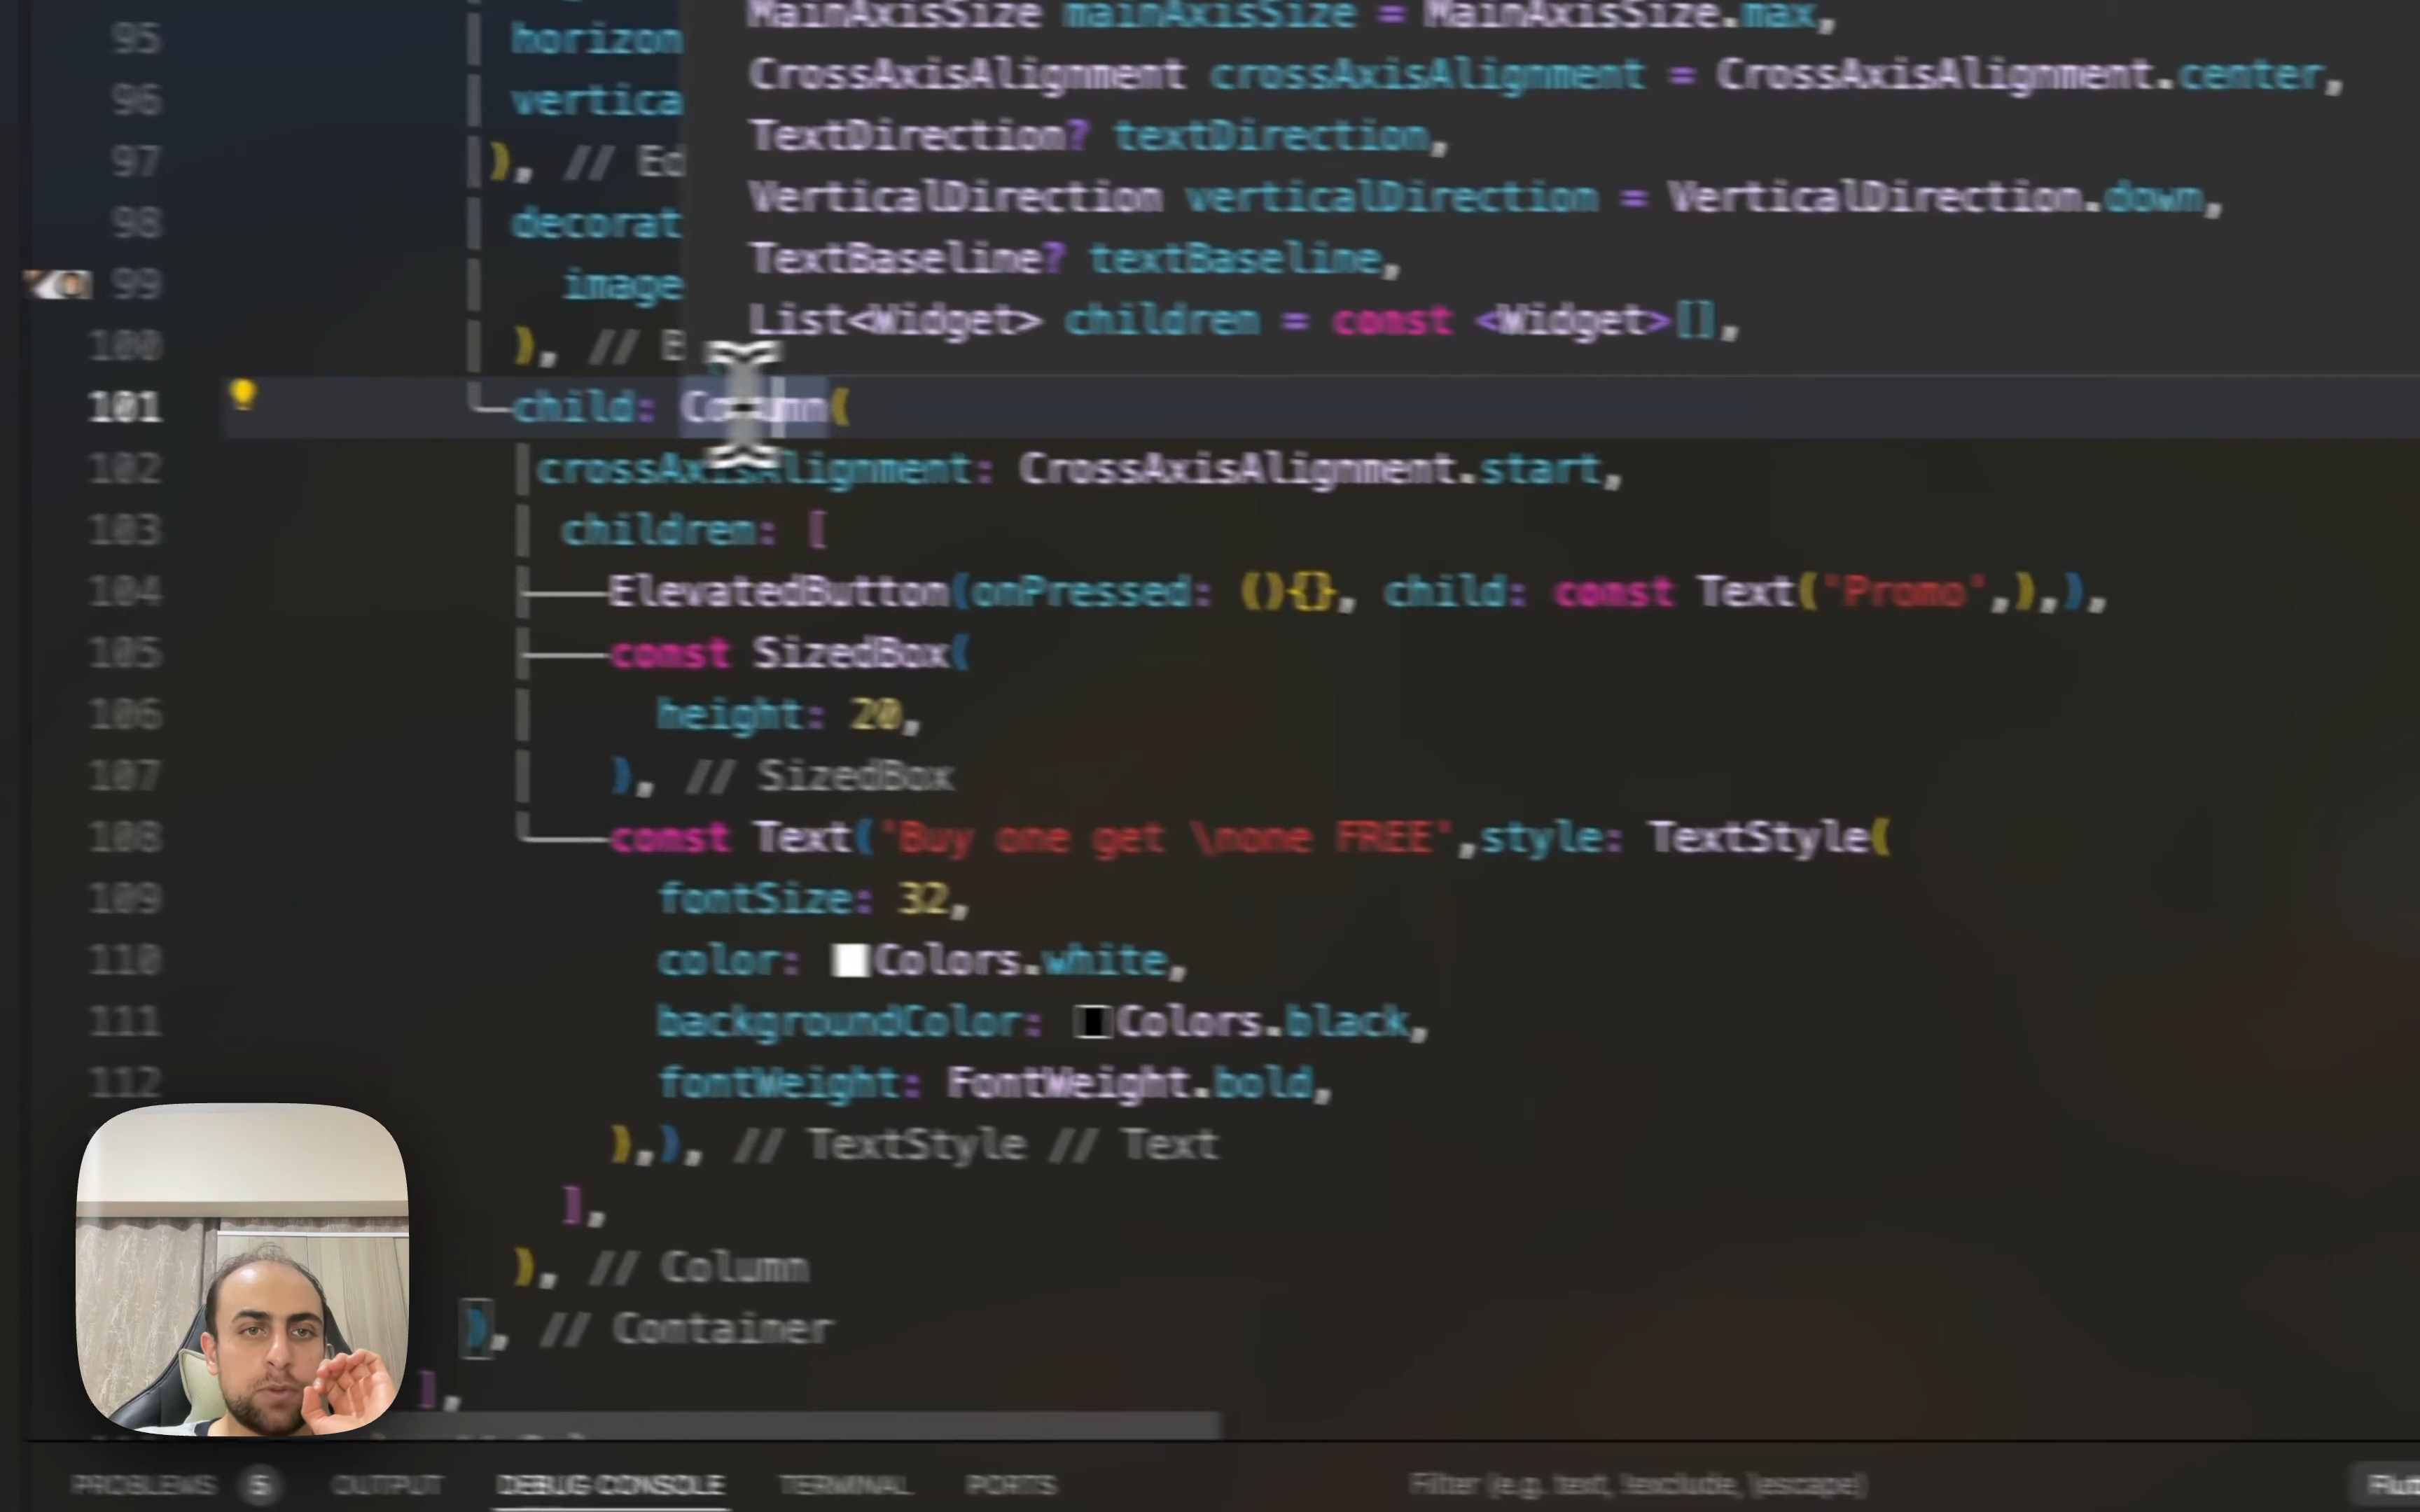 MainAxisSize mainAxisSize = MainAxisSize.max,
CrossAxisAlignment crossAxisAlignment = CrossAxisAlignment.center,
TextDirection? textDirection,
VerticalDirection verticalDirection = VerticalDirection.down,
TextBaseline? textBaseline,
List<Widget> children = const <Widget>[],
95 horizon
96 vertica
97 ), // Ed
98 decorat
99 image
100 ), // B
101 child: Column(
102 crossAxisAlignment: CrossAxisAlignment.start,
103 children: [
104 ElevatedButton(onPressed: (){}, child: const Text("Promo",),),
105 const SizedBox(
106 height: 20,
107 ), // SizedBox
108 const Text("Buy one get \none FREE",style: TextStyle(
109 fontSize: 32,
110 color: Colors.white,
111 backgroundColor: Colors.black,
112 fontWeight: FontWeight.bold,
),), // TextStyle // Text
],
), // Column
), // Container
],
PROBLEMS 5 OUTPUT DEBUG CONSOLE TERMINAL PORTS Filter (e.g. text, !exclude, \escape) Flut